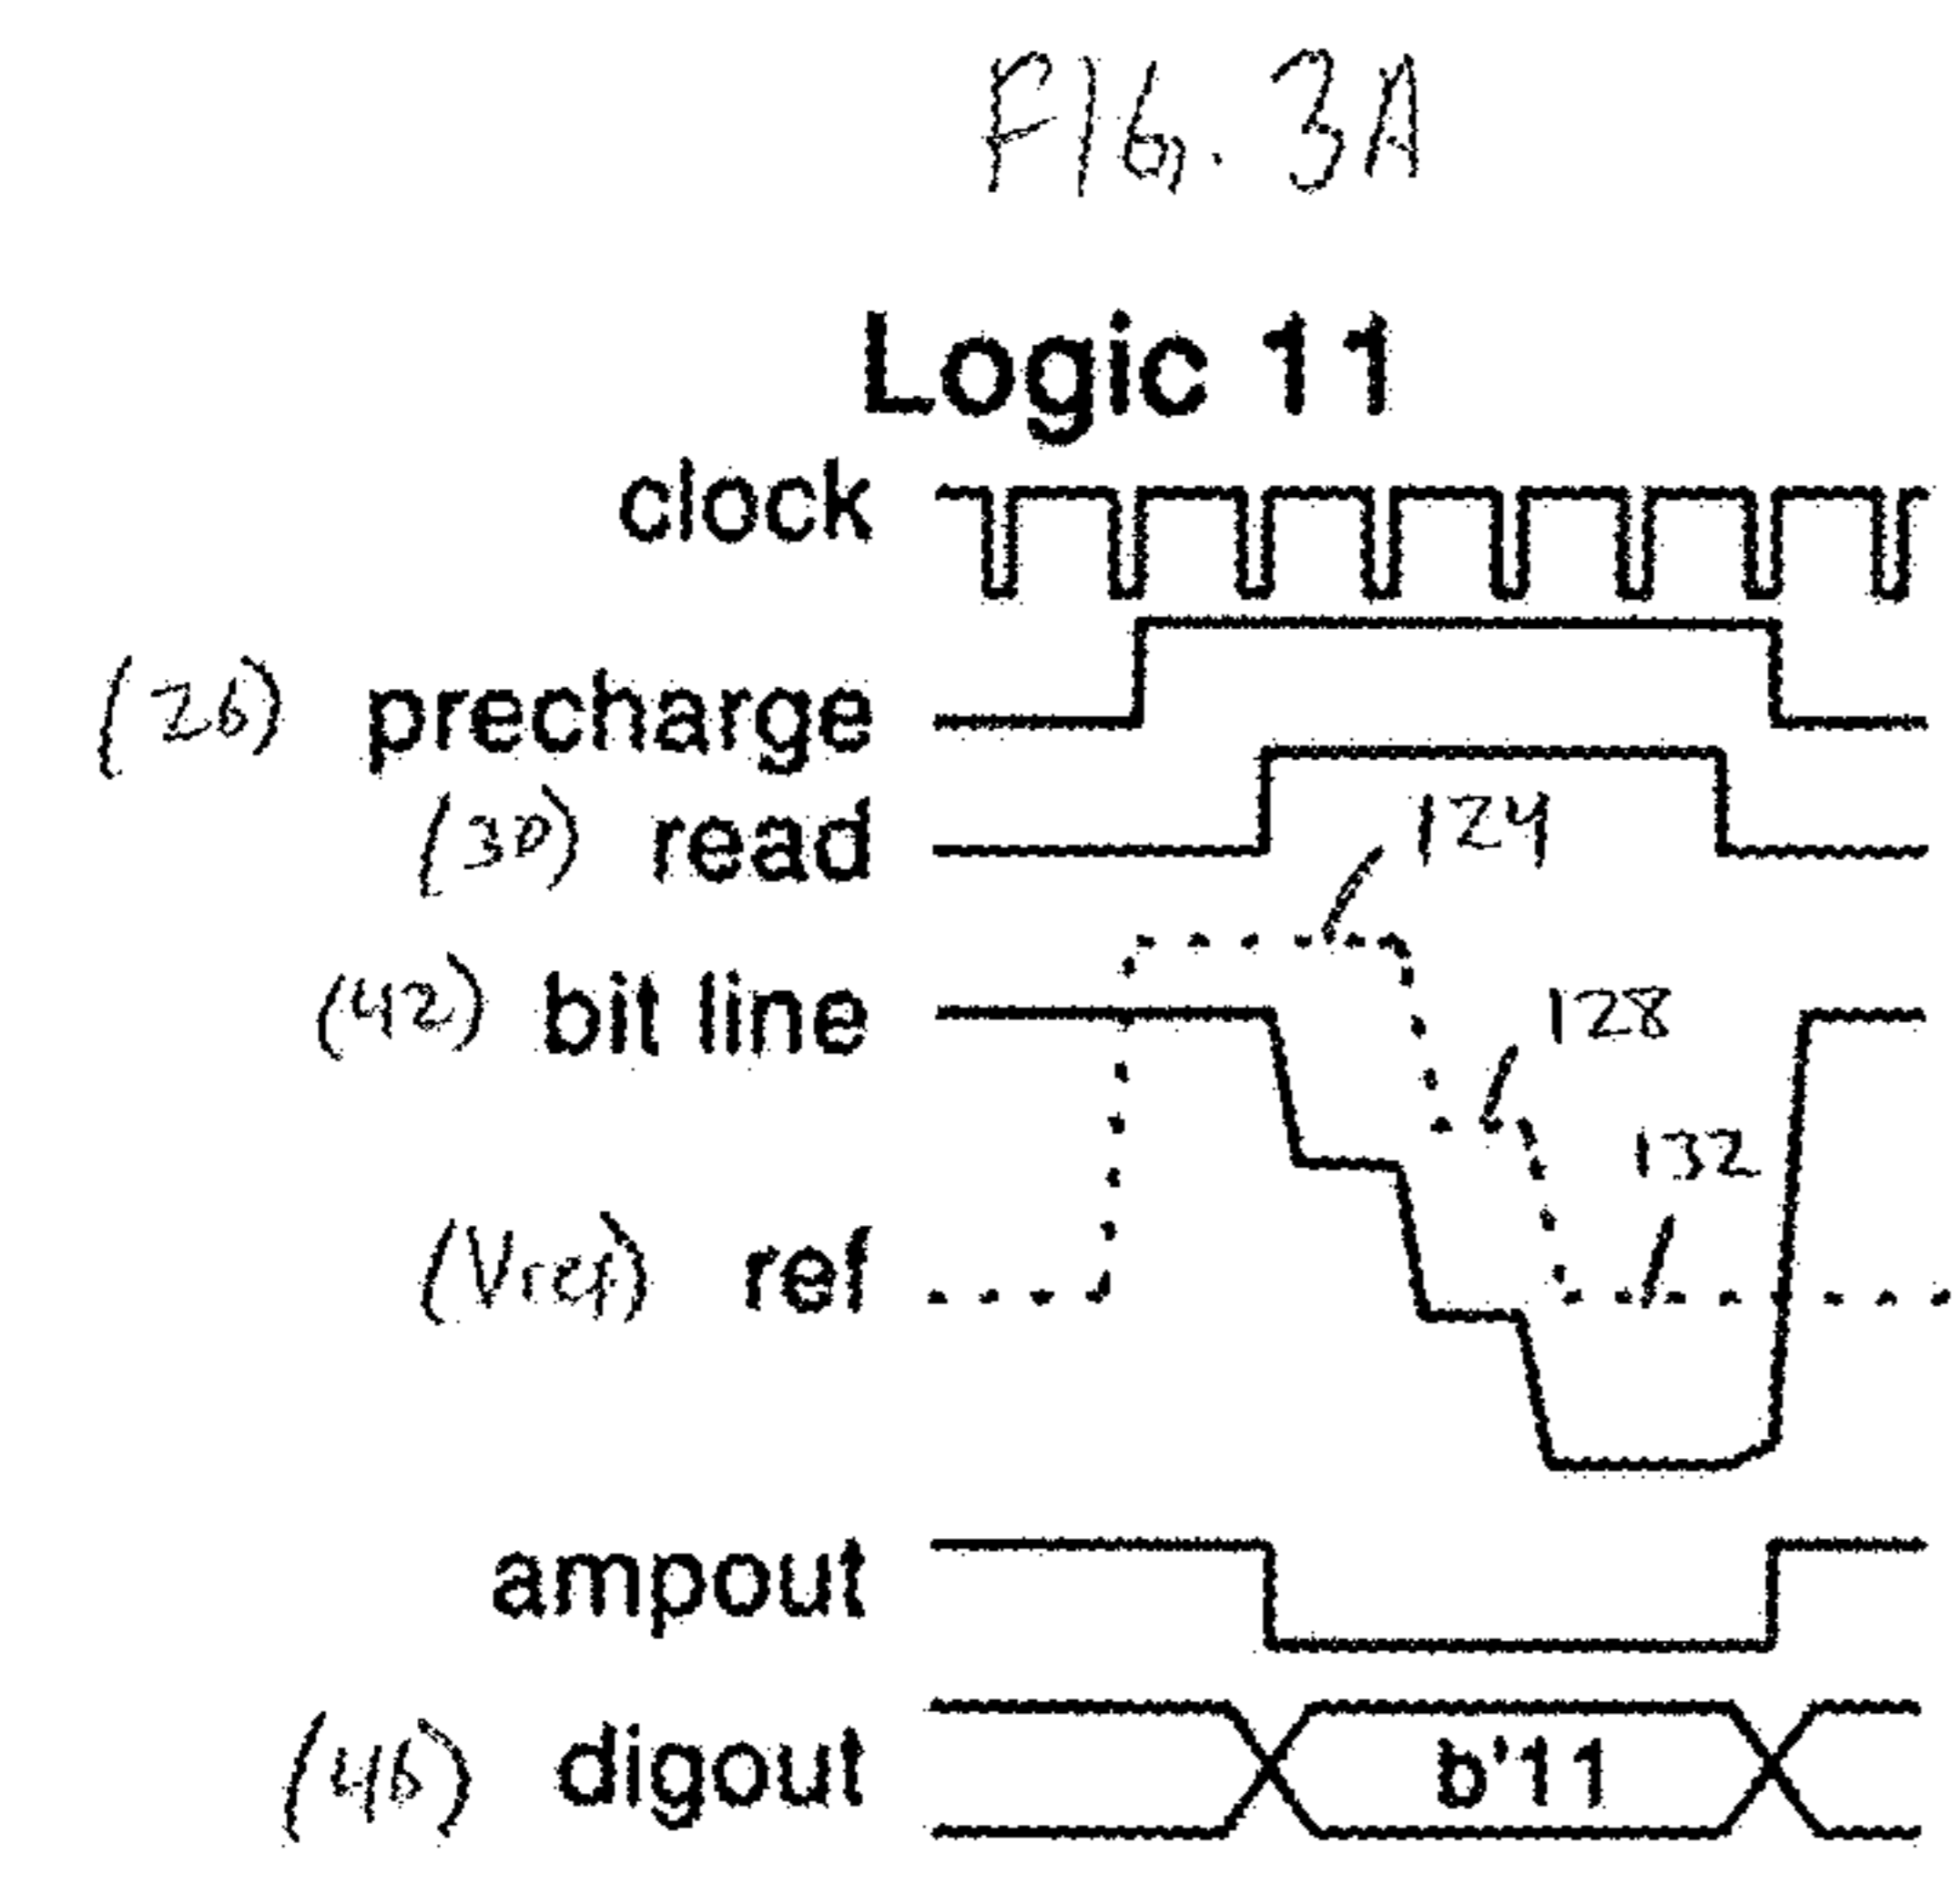 FIG. 3A
Logic 11
clock
(26) precharge
(30) read
124
(42) bit line
128
132
(Vref) ref
ampout
(46) digout
b'11